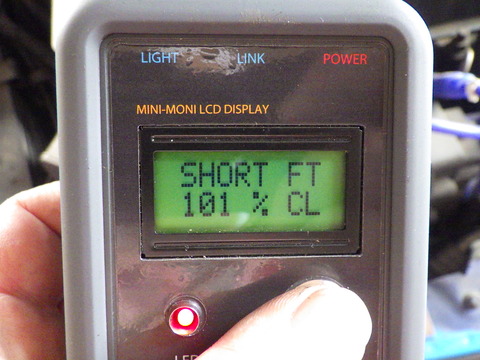 LIGHT LINK POWER
MINI-MONI LCD DISPLAY
SHORT FT
101 % CL